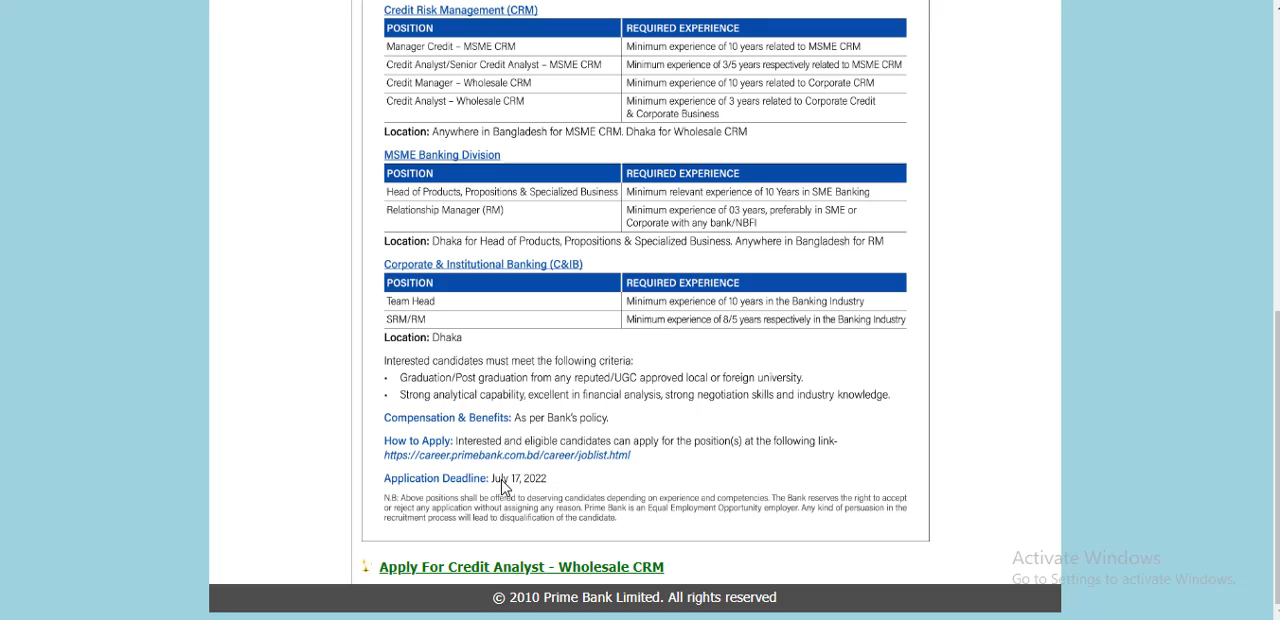 Credit Risk Management (CRM)
POSITION REQUIRED EXPERIENCE
Manager Credit – MSME CRM Minimum experience of 10 years related to MSME CRM
Credit Analyst/Senior Credit Analyst – MSME CRM Minimum experience of 3/5 years respectively related to MSME CRM
Credit Manager – Wholesale CRM Minimum experience of 10 years related to Corporate CRM
Credit Analyst – Wholesale CRM Minimum experience of 3 years related to Corporate Credit
& Corporate Business
Location: Anywhere in Bangladesh for MSME CRM. Dhaka for Wholesale CRM
MSME Banking Division
POSITION REQUIRED EXPERIENCE
Head of Products, Propositions & Specialized Business Minimum relevant experience of 10 Years in SME Banking
Relationship Manager (RM) Minimum experience of 03 years, preferably in SME or
Corporate with any bank/NBFI
Location: Dhaka for Head of Products, Propositions & Specialized Business. Anywhere in Bangladesh for RM
Corporate & Institutional Banking (C&IB)
POSITION REQUIRED EXPERIENCE
Team Head Minimum experience of 10 years in the Banking Industry
SRM/RM Minimum experience of 8/5 years respectively in the Banking Industry
Location: Dhaka
Interested candidates must meet the following criteria:
• Graduation/Post graduation from any reputed/UGC approved local or foreign university.
• Strong analytical capability, excellent in financial analysis, strong negotiation skills and industry knowledge.
Compensation & Benefits: As per Bank's policy.
How to Apply: Interested and eligible candidates can apply for the position(s) at the following link-
https://career.primebank.com.bd/career/joblist.html
Application Deadline: July 17, 2022
N.B: Above positions shall be offered to deserving candidates depending on experience and competencies. The Bank reserves the right to accept
or reject any application without assigning any reason. Prime Bank is an Equal Employment Opportunity employer. Any kind of persuasion in the
recruitment process will lead to disqualification of the candidate.
Apply For Credit Analyst - Wholesale CRM
© 2010 Prime Bank Limited. All rights reserved
Activate Windows
Go to Settings to activate Windows.